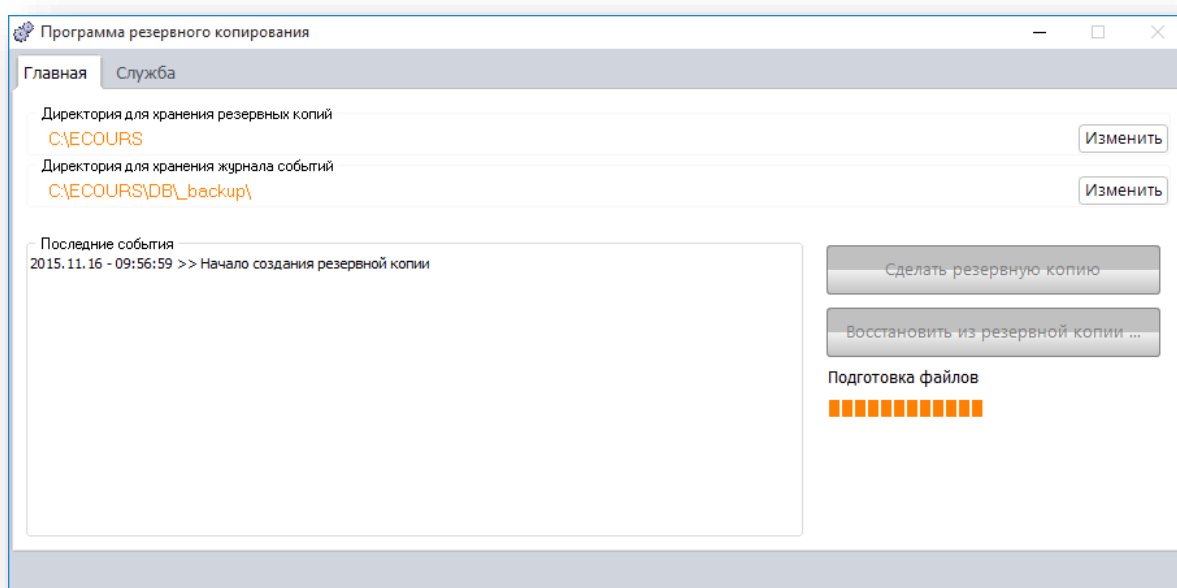 Программа резервного копирования
Главная Служба
Директория для хранения резервных копий
C:\ECOURS
Изменить
Директория для хранения журнала событий
C:\ECOURS\DB\_backup\
Изменить
Последние события
2015.11.16 - 09:56:59 >> Начало создания резервной копии
Сделать резервную копию
Восстановить из резервной копии ...
Подготовка файлов